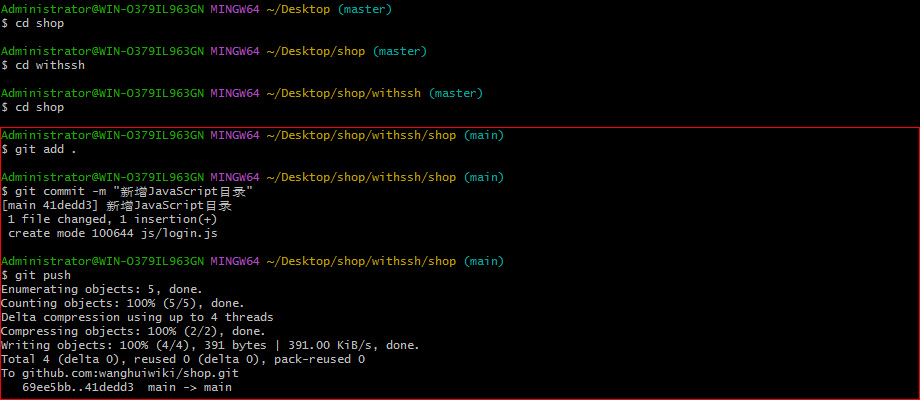 Administrator@WIN-O379IL963GN MINGW64 ~/Desktop (master)
$ cd shop
Administrator@WIN-O379IL963GN MINGW64 ~/Desktop/shop (master)
$ cd withssh
Administrator@WIN-O379IL963GN MINGW64 ~/Desktop/shop/withssh (master)
$ cd shop
Administrator@WIN-O379IL963GN MINGW64 ~/Desktop/shop/withssh/shop (main)
$ git add .
Administrator@WIN-O379IL963GN MINGW64 ~/Desktop/shop/withssh/shop (main)
$ git commit -m "新增JavaScript目录"
[main 41dedd3] 新增JavaScript目录
 1 file changed, 1 insertion(+)
 create mode 100644 js/login.js
Administrator@WIN-O379IL963GN MINGW64 ~/Desktop/shop/withssh/shop (main)
$ git push
Enumerating objects: 5, done.
Counting objects: 100% (5/5), done.
Delta compression using up to 4 threads
Compressing objects: 100% (2/2), done.
Writing objects: 100% (4/4), 391 bytes | 391.00 KiB/s, done.
Total 4 (delta 0), reused 0 (delta 0), pack-reused 0
To github.com:wanghuiwiki/shop.git
   69ee5bb..41dedd3  main -> main